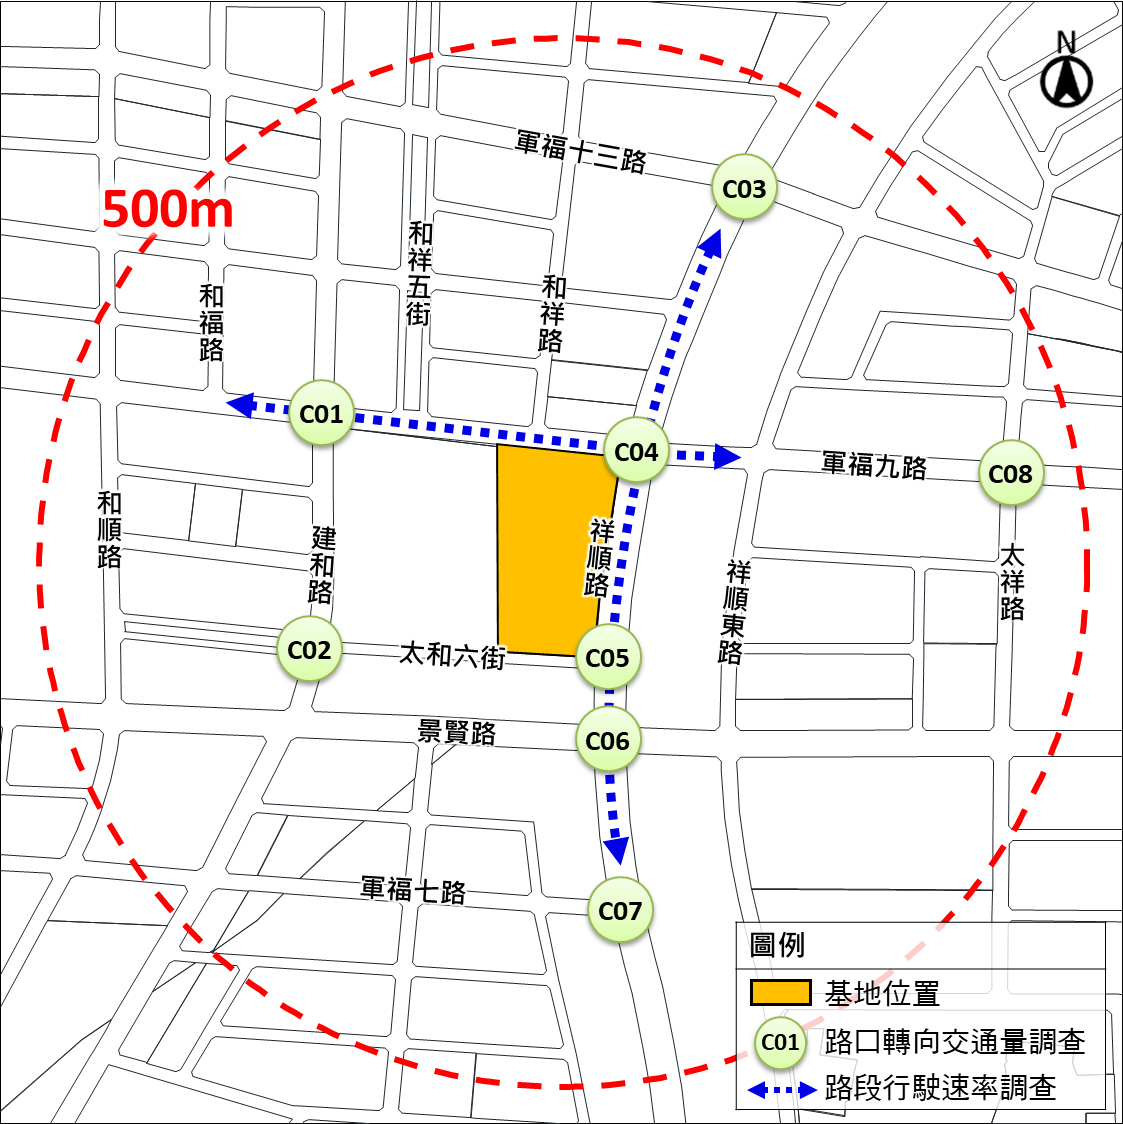 N
軍福十三路
C03
500m
和祥五街
和祥路
和福路
C01
C04
軍福九路
C08
和順路
建和路
祥順路
祥順東路
太祥路
C02
太和六街
C05
景賢路
C06
軍福七路
C07
圖例
基地位置
C01 路口轉向交通量調查
路段行駛速率調查